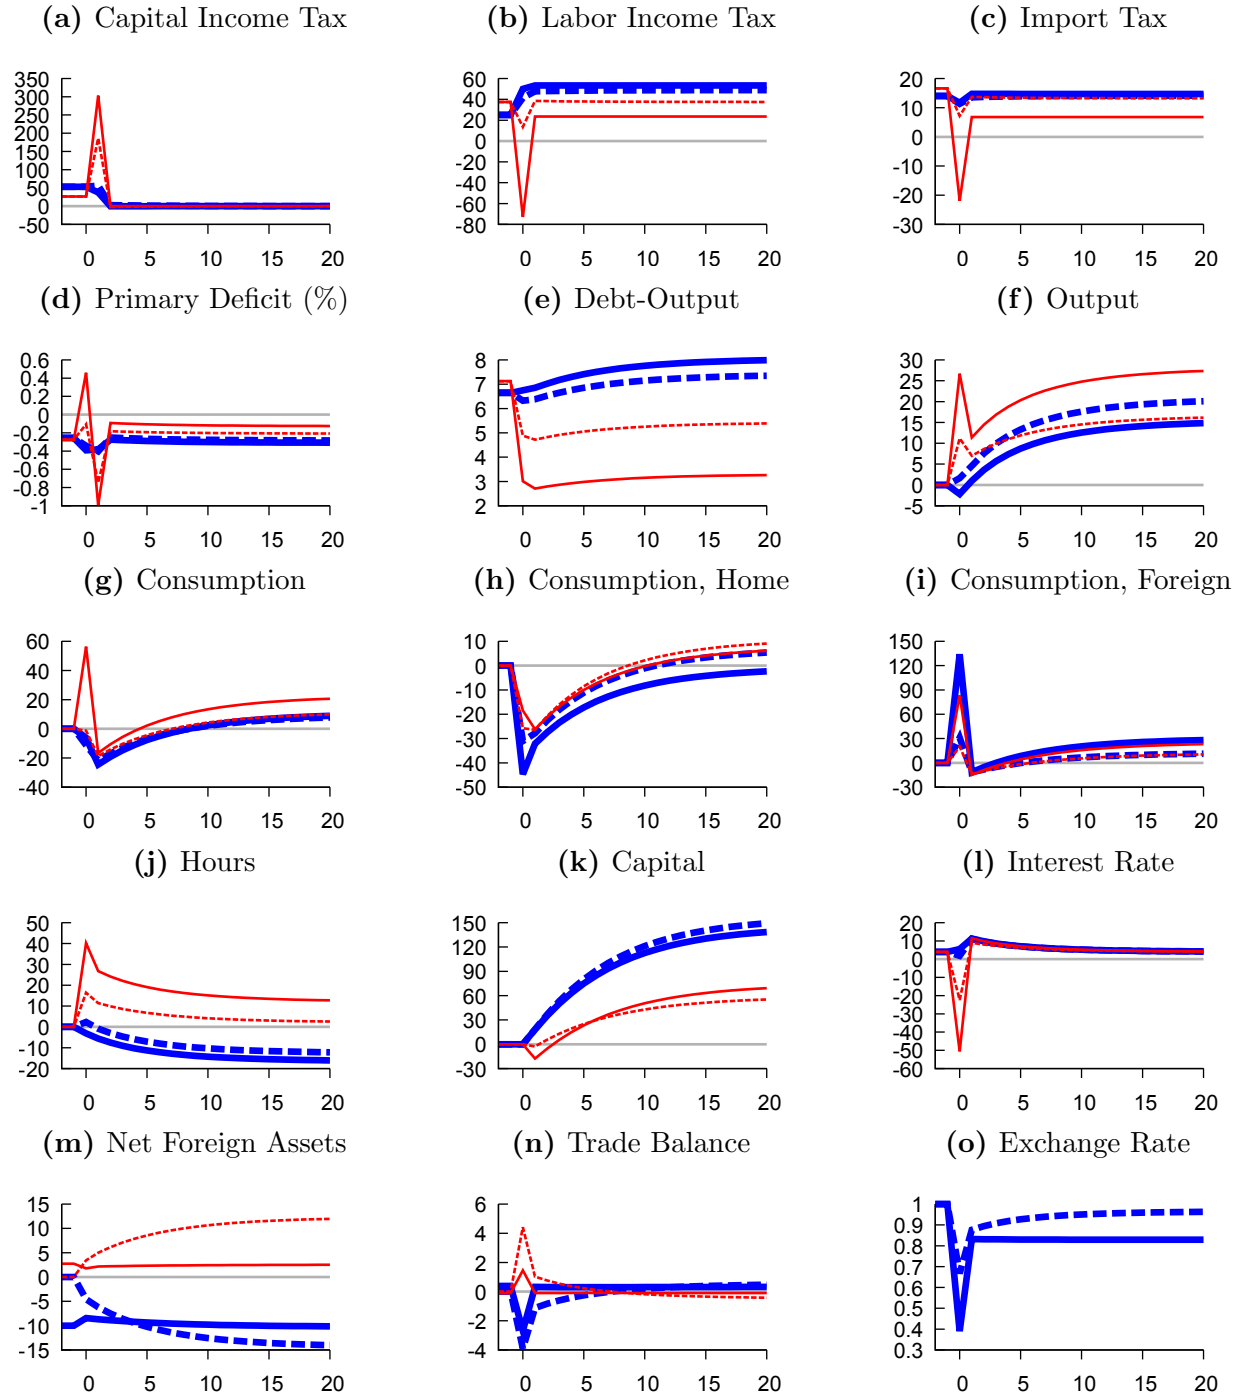 (a) Capital Income Tax (b) Labor Income Tax (c) Import Tax
350 300 250 200 150 100 50 0 -50
60 40 20 0 -20 -40 -60 -80
20 10 0 -10 -20 -30
0 5 10 15 20 0 5 10 15 20 0 5 10 15 20
(d) Primary Deficit (%) (e) Debt-Output (f) Output
0.6 0.4 0.2 0 -0.2 -0.4 -0.6 -0.8 -1
8 7 6 5 4 3 2
30 25 20 15 10 5 0 -5
0 5 10 15 20 0 5 10 15 20 0 5 10 15 20
(g) Consumption (h) Consumption, Home (i) Consumption, Foreign
60 40 20 0 -20 -40
10 0 -10 -20 -30 -40 -50
150 120 90 60 30 0 -30
0 5 10 15 20 0 5 10 15 20 0 5 10 15 20
(j) Hours (k) Capital (l) Interest Rate
50 40 30 20 10 0 -10 -20
150 120 90 60 30 0 -30
20 10 0 -10 -20 -30 -40 -50 -60
0 5 10 15 20 0 5 10 15 20 0 5 10 15 20
(m) Net Foreign Assets (n) Trade Balance (o) Exchange Rate
15 10 5 0 -5 -10 -15
6 4 2 0 -2 -4
1 0.9 0.8 0.7 0.6 0.5 0.4 0.3
0 5 10 15 20 0 5 10 15 20 0 5 10 15 20